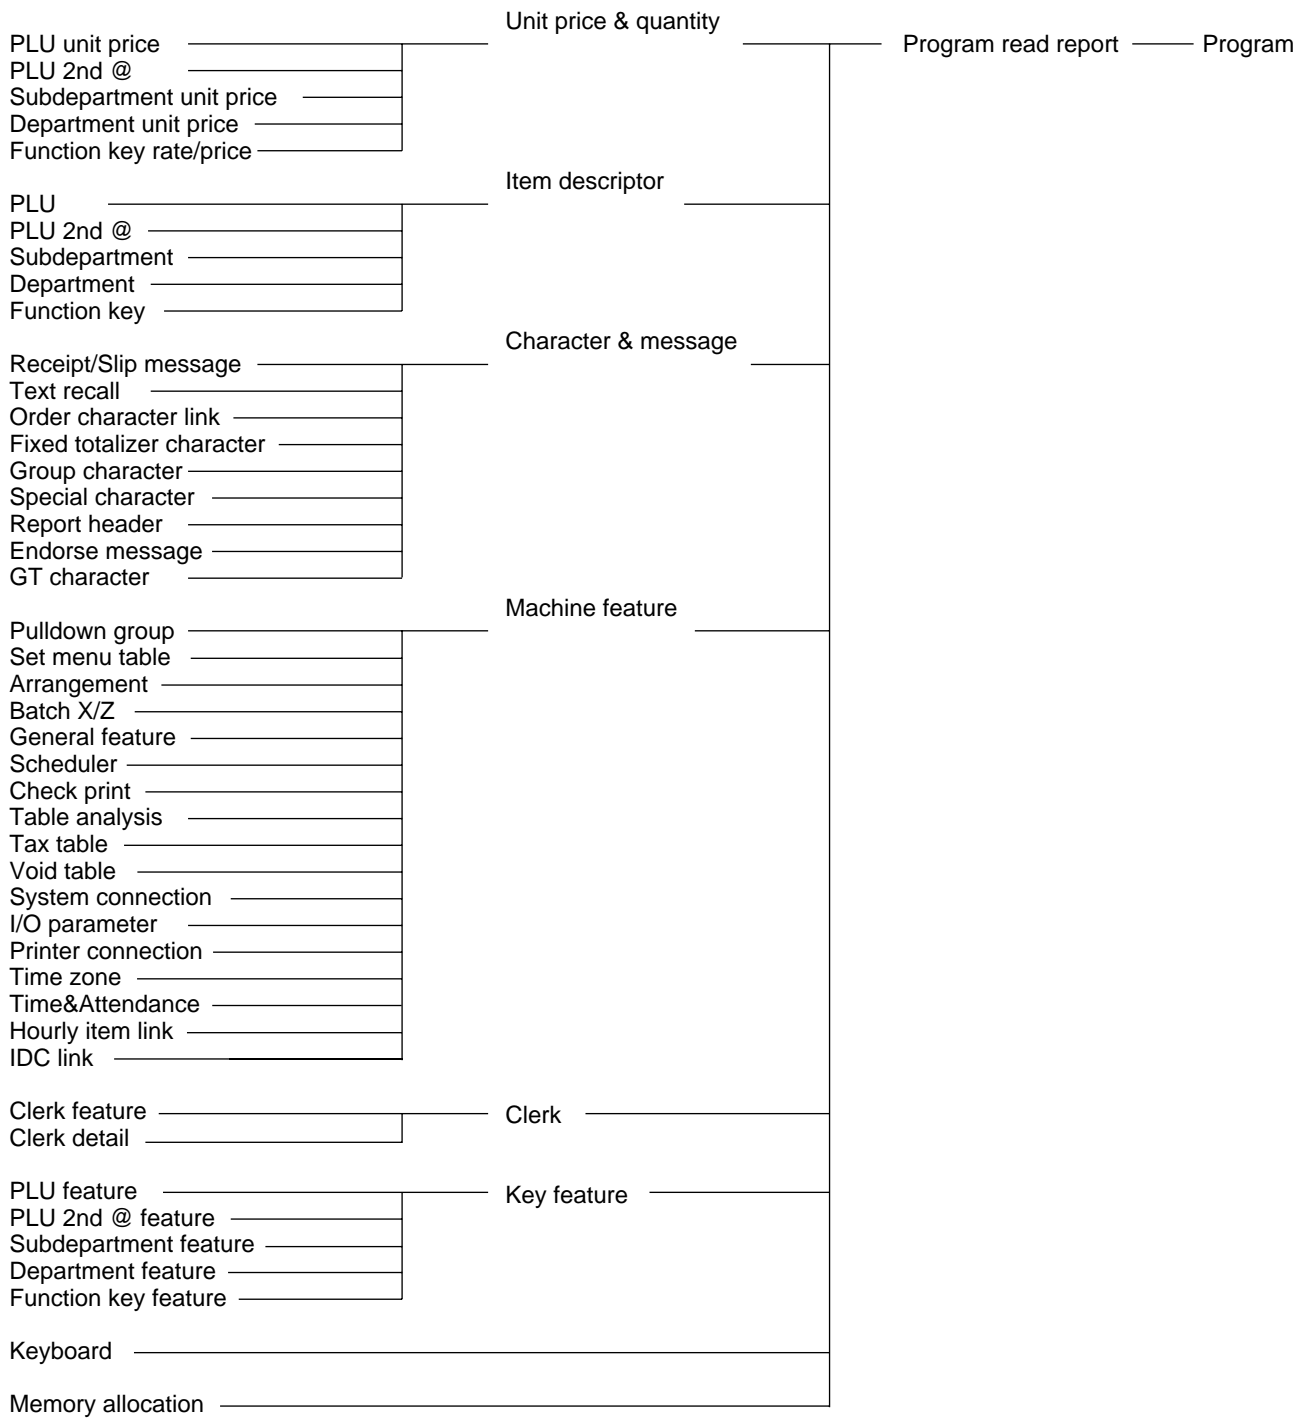 Unit price & quantity
PLU unit price
Program read report
Program
PLU 2nd @
Subdepartment unit price
Department unit price
Function key rate/price
Item descriptor
PLU
PLU 2nd @
Subdepartment
Department
Function key
Character & message
Receipt/Slip message
Text recall
Order character link
Fixed totalizer character
Group character
Special character
Report header
Endorse message
GT character
Machine feature
Pulldown group
Set menu table
Arrangement
Batch X/Z
General feature
Scheduler
Check print
Table analysis
Tax table
Void table
System connection
I/O parameter
Printer connection
Time zone
Time&Attendance
Hourly item link
IDC link
Clerk feature
Clerk
Clerk detail
PLU feature
Key feature
PLU 2nd @ feature
Subdepartment feature
Department feature
Function key feature
Keyboard
Memory allocation